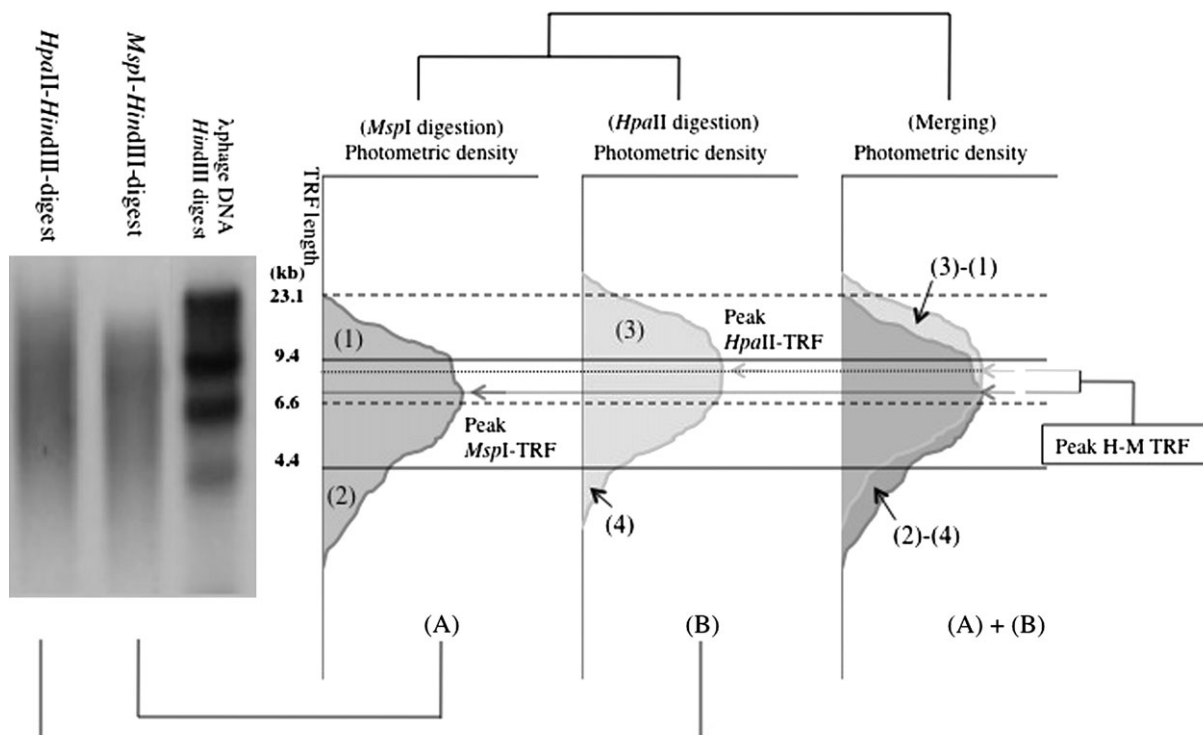 HpaII-HindIII-digest
MspI-HindIII-digest
λ-phage DNA
HindIII digest
(MspI digestion)
Photometric density
(HpaII digestion)
Photometric density
(Merging)
Photometric density
TRF length
(kb)
23.1
9.4
6.6
4.4
(1)
(2)
Peak
MspI-TRF
(3)
(4)
Peak
HpaII-TRF
(3)-(1)
(2)-(4)
Peak H-M TRF
(A)
(B)
(A) + (B)